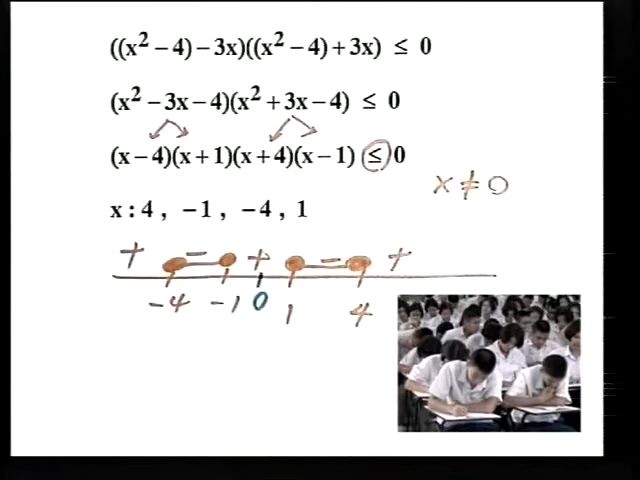 ((x² − 4) − 3x)((x² − 4) + 3x) ≤ 0
(x² − 3x − 4)(x² + 3x − 4) ≤ 0
(x − 4)(x + 1)(x + 4)(x − 1) ≤ 0
x ≠ 0
x : 4 , −1 , −4 , 1
+ − + − +
−4 −1 0 1 4